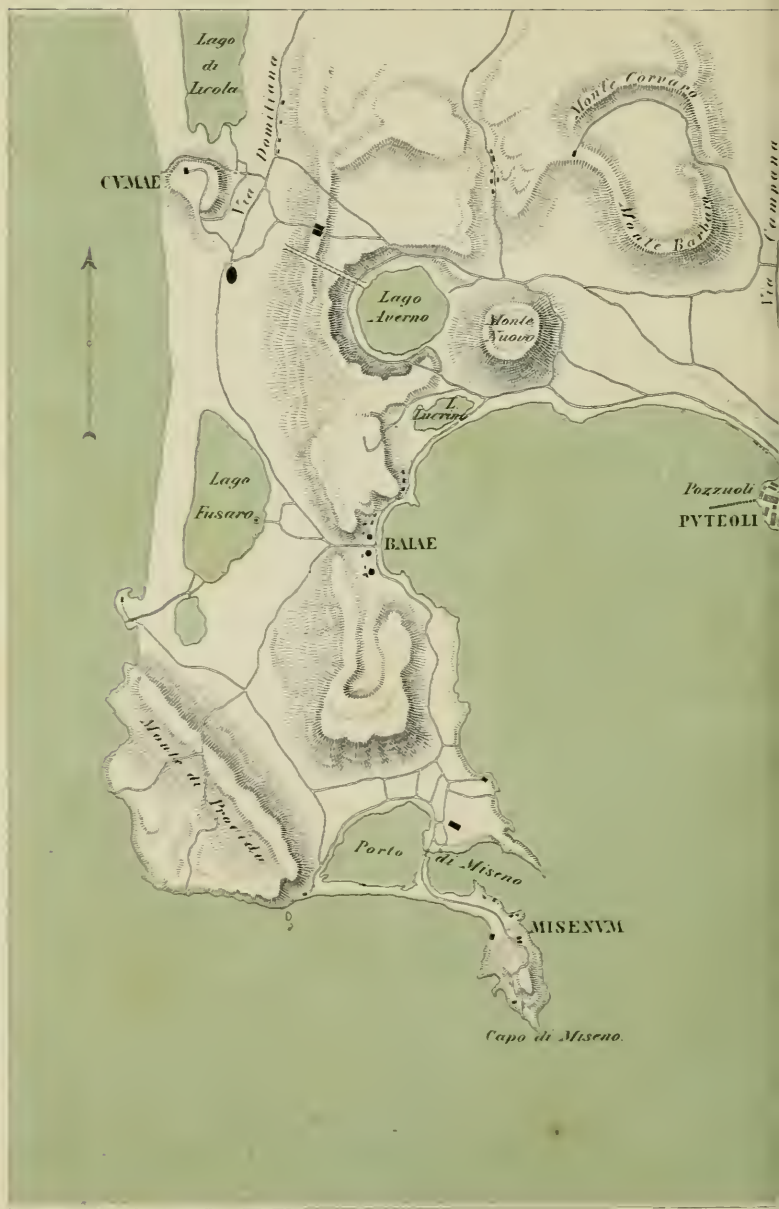 Lago
di
Licola
Via Domitiana
Monte Corvaro
CVMAE
Monte Barbaro
Via Campana
Lago
Averno
Monte
Nuovo
L.
Lucrino
Lago
Fusaro
Pozzuoli
PVTEOLI
BAIAE
Monte di Procida
Porto
di Miseno
MISENVM
Capo di Miseno.